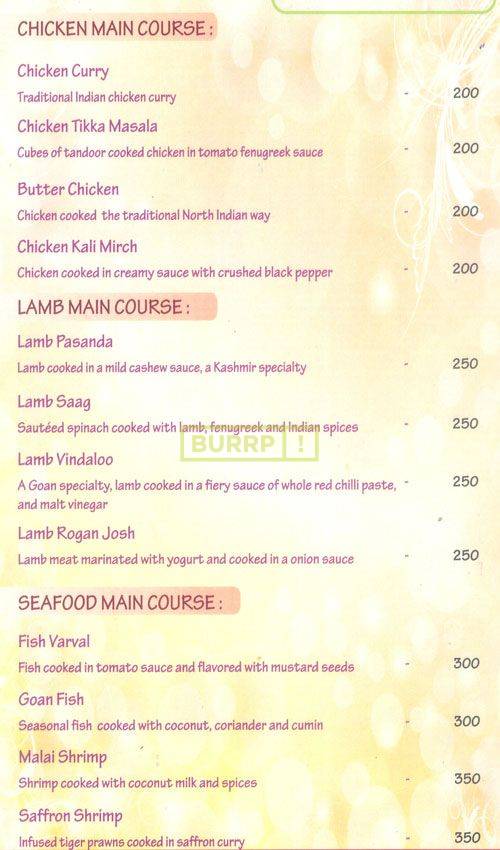 CHICKEN MAIN COURSE :
Chicken Curry
Traditional Indian chicken curry - 200
Chicken Tikka Masala
Cubes of tandoor cooked chicken in tomato fenugreek sauce - 200
Butter Chicken
Chicken cooked the traditional North Indian way - 200
Chicken Kali Mirch
Chicken cooked in creamy sauce with crushed black pepper - 200
LAMB MAIN COURSE :
Lamb Pasanda
Lamb cooked in a mild cashew sauce, a Kashmir specialty - 250
Lamb Saag
Sautéed spinach cooked with lamb, fenugreek and Indian spices - 250
BURRP !
Lamb Vindaloo
A Goan specialty, lamb cooked in a fiery sauce of whole red chilli paste, - 250
and malt vinegar
Lamb Rogan Josh
Lamb meat marinated with yogurt and cooked in a onion sauce - 250
SEAFOOD MAIN COURSE :
Fish Varval
Fish cooked in tomato sauce and flavored with mustard seeds - 300
Goan Fish
Seasonal fish cooked with coconut, coriander and cumin - 300
Malai Shrimp
Shrimp cooked with coconut milk and spices - 350
Saffron Shrimp
Infused tiger prawns cooked in saffron curry - 350